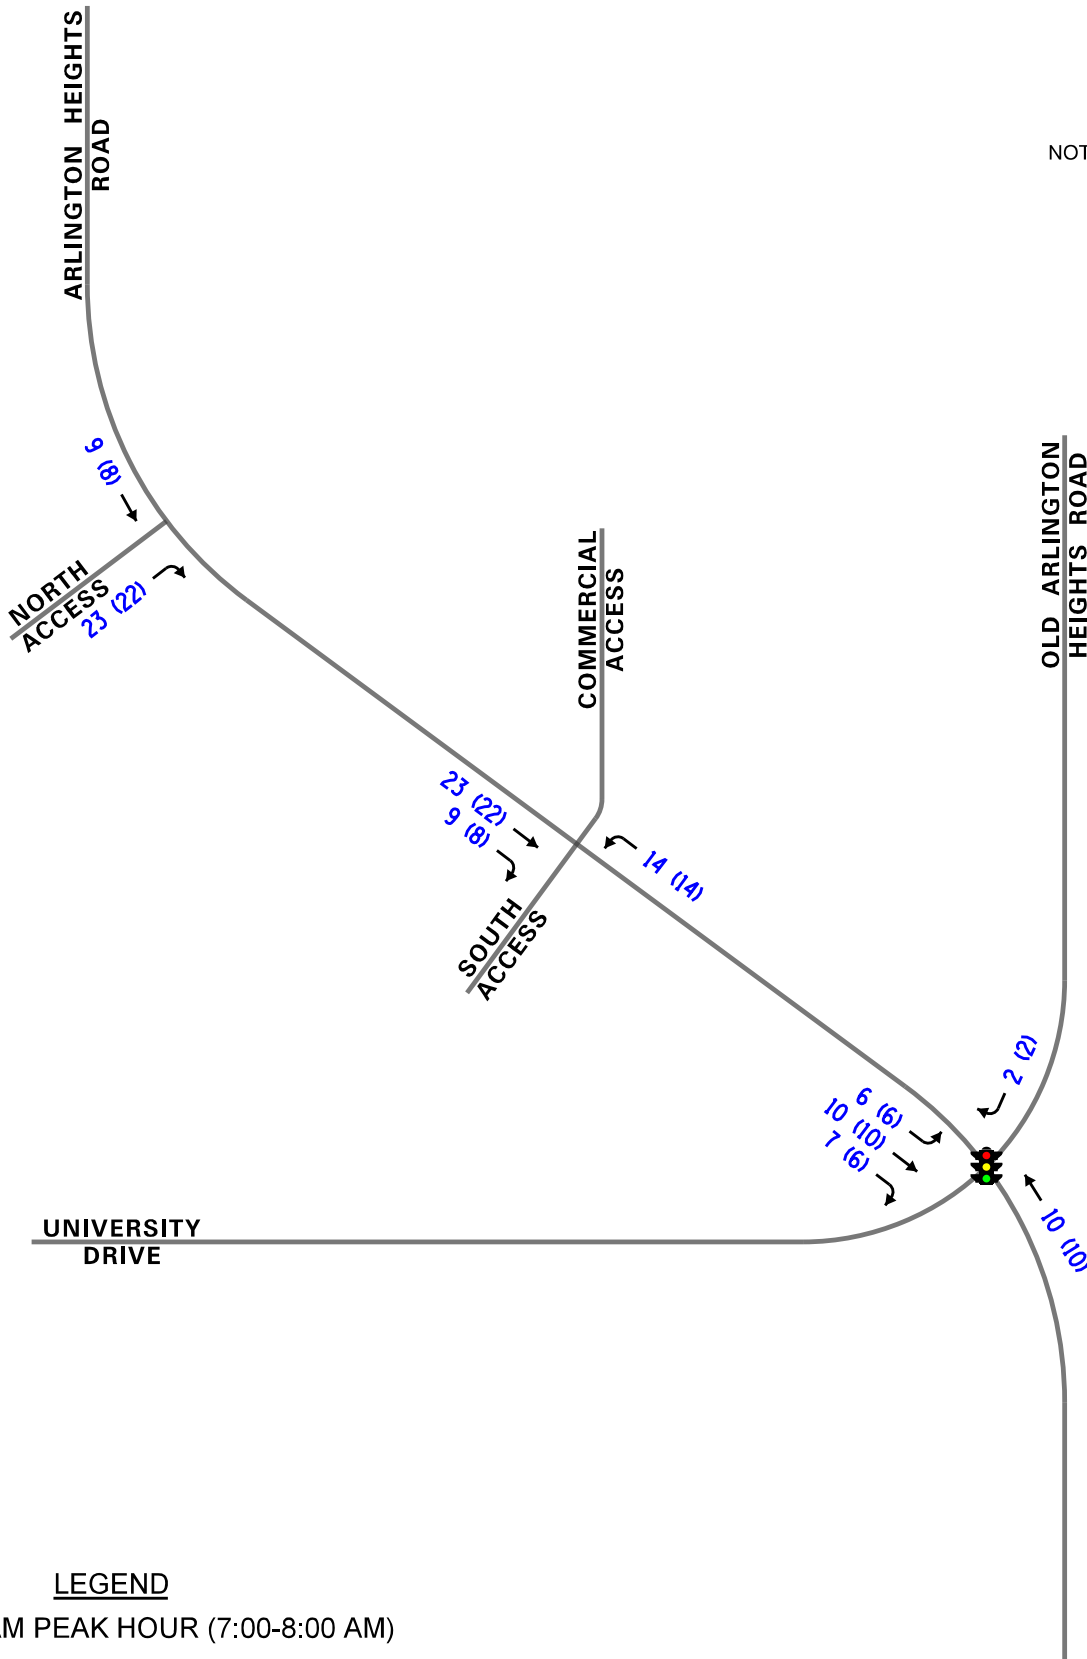 ARLINGTON HEIGHTS
ROAD
NOT
9 (8)
NORTH
ACCESS
23 (22)
COMMERCIAL
ACCESS
OLD ARLINGTON
HEIGHTS ROAD
23 (22)
9 (8)
14 (14)
SOUTH
ACCESS
2 (2)
6 (6)
10 (10)
7 (6)
10 (10)
UNIVERSITY
DRIVE
LEGEND
AM PEAK HOUR (7:00-8:00 AM)